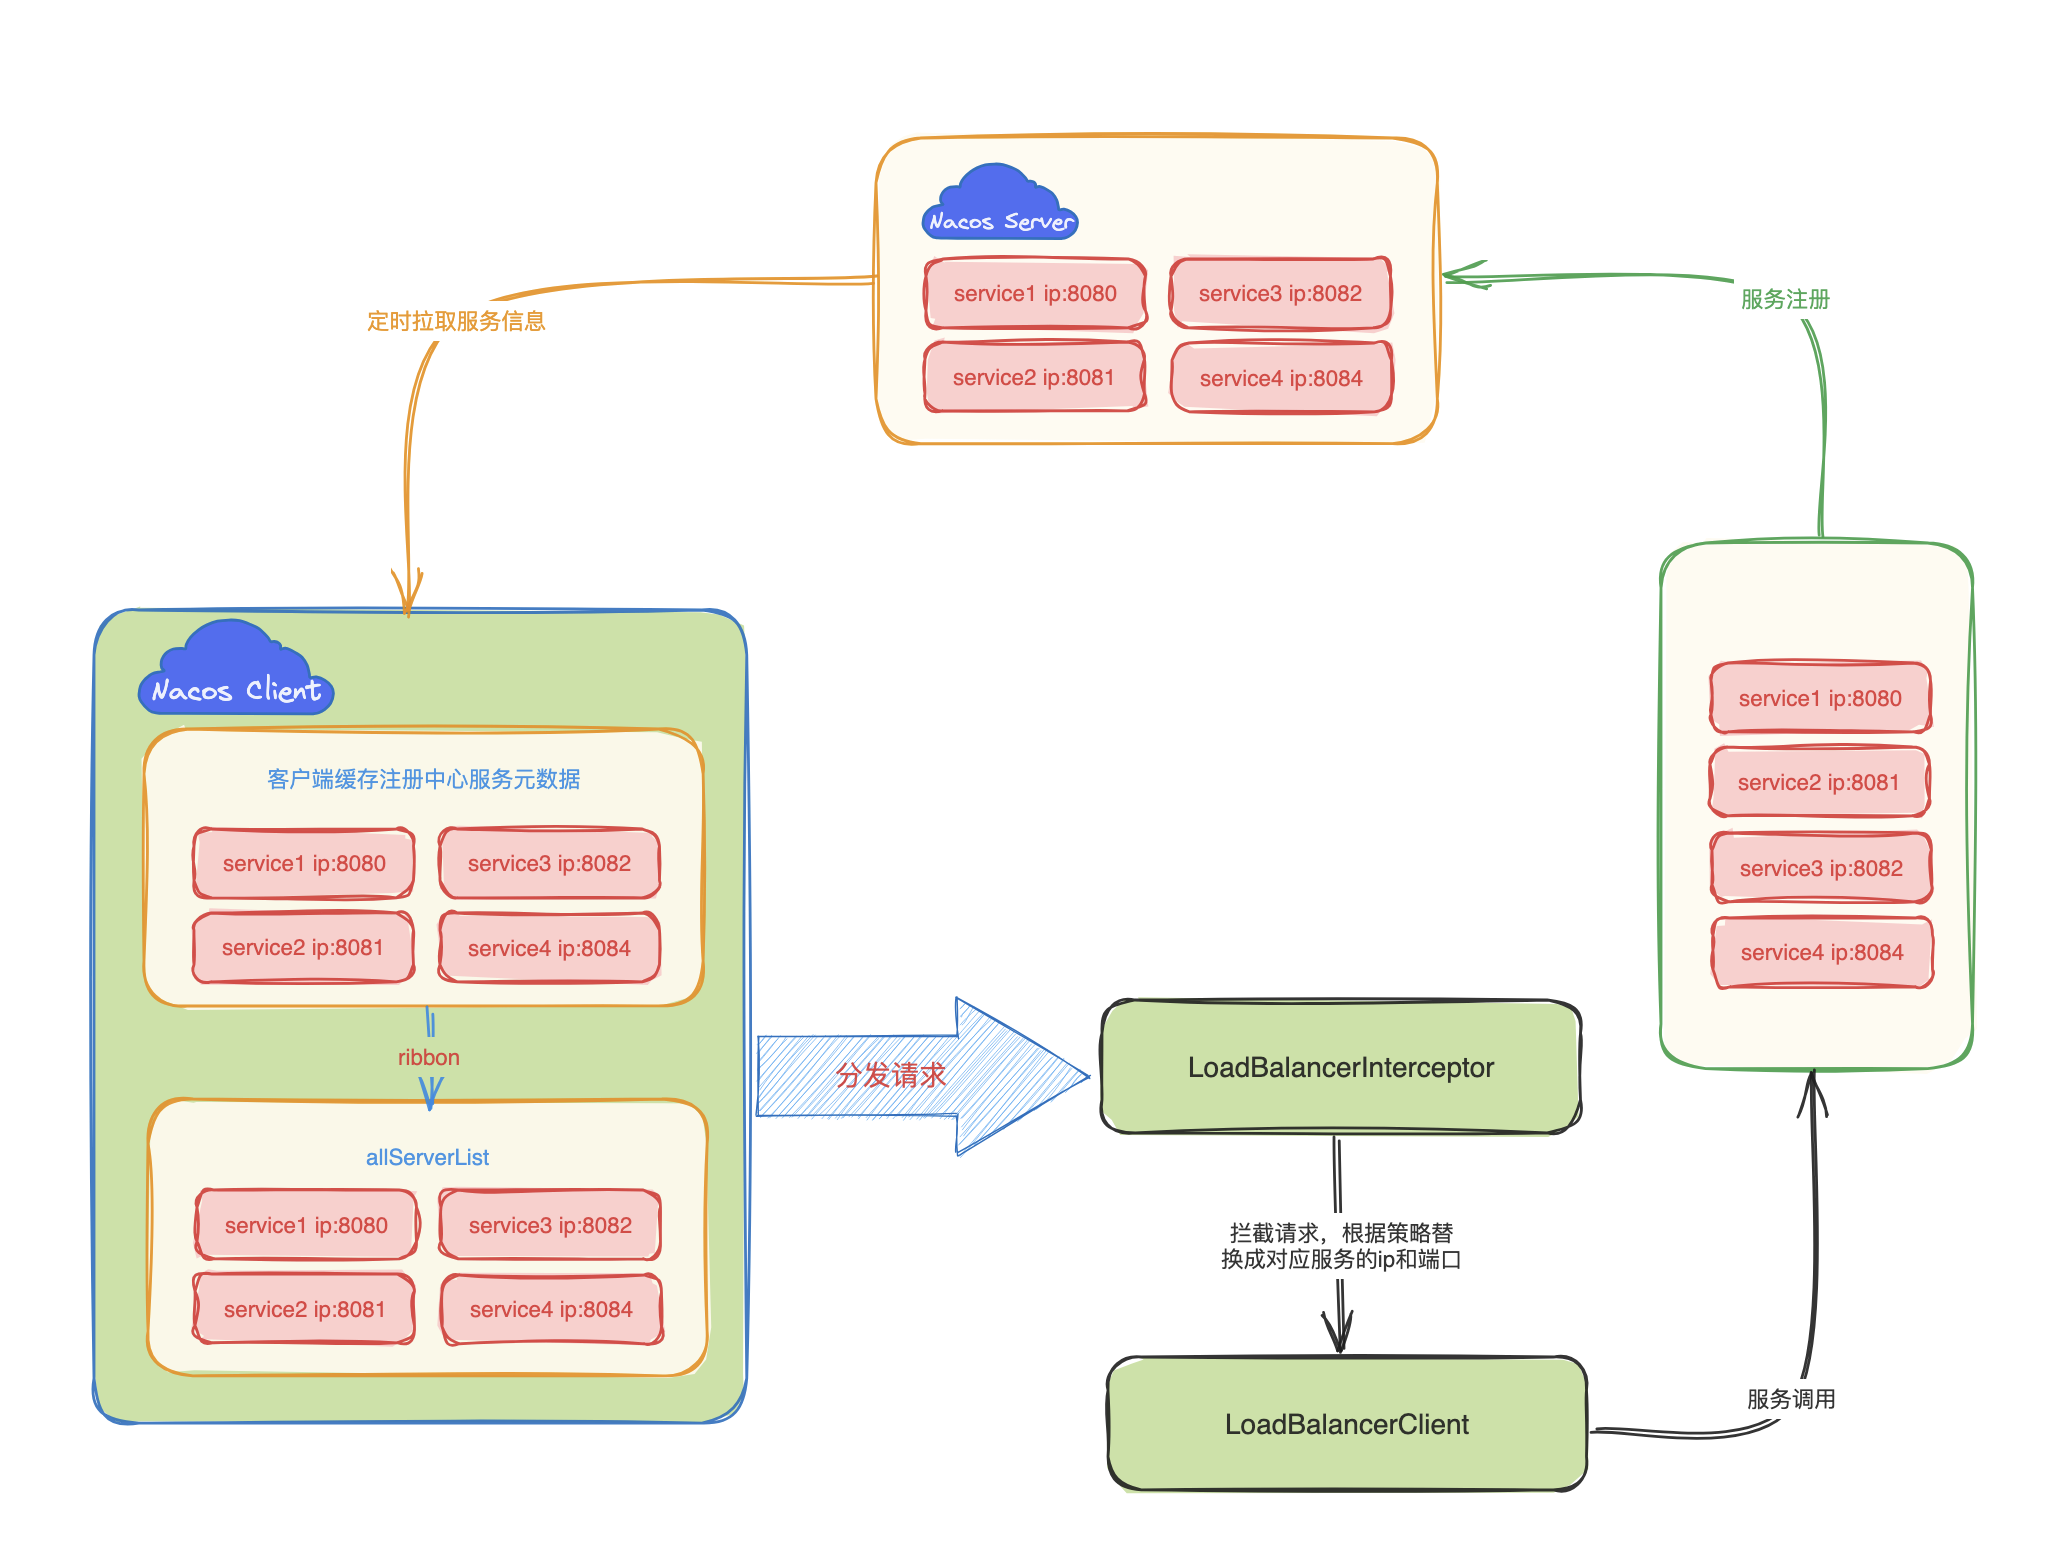 Nacos Server
service1 ip:8080
service3 ip:8082
service2 ip:8081
service4 ip:8084
定时拉取服务信息
服务注册
Nacos Client
客户端缓存注册中心服务元数据
service1 ip:8080
service3 ip:8082
service2 ip:8081
service4 ip:8084
ribbon
allServerList
service1 ip:8080
service3 ip:8082
service2 ip:8081
service4 ip:8084
分发请求
LoadBalancerInterceptor
拦截请求，根据策略替
换成对应服务的ip和端口
LoadBalancerClient
服务调用
service1 ip:8080
service2 ip:8081
service3 ip:8082
service4 ip:8084